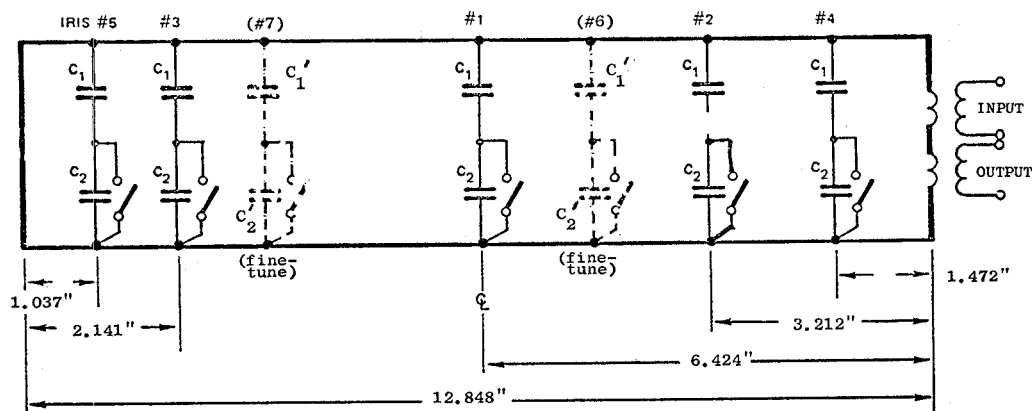 IRIS #5 #3 (#7) #1 (#6) #2 #4
C₁ C₁ C₁' C₁ C₁' C₁ C₁
INPUT
C₂ C₂ C₂' C₂ C₂' C₂ C₂
OUTPUT
(fine-
tune)
(fine-
tune)
1.037"
℄
1.472"
2.141"
3.212"
6.424"
12.848"